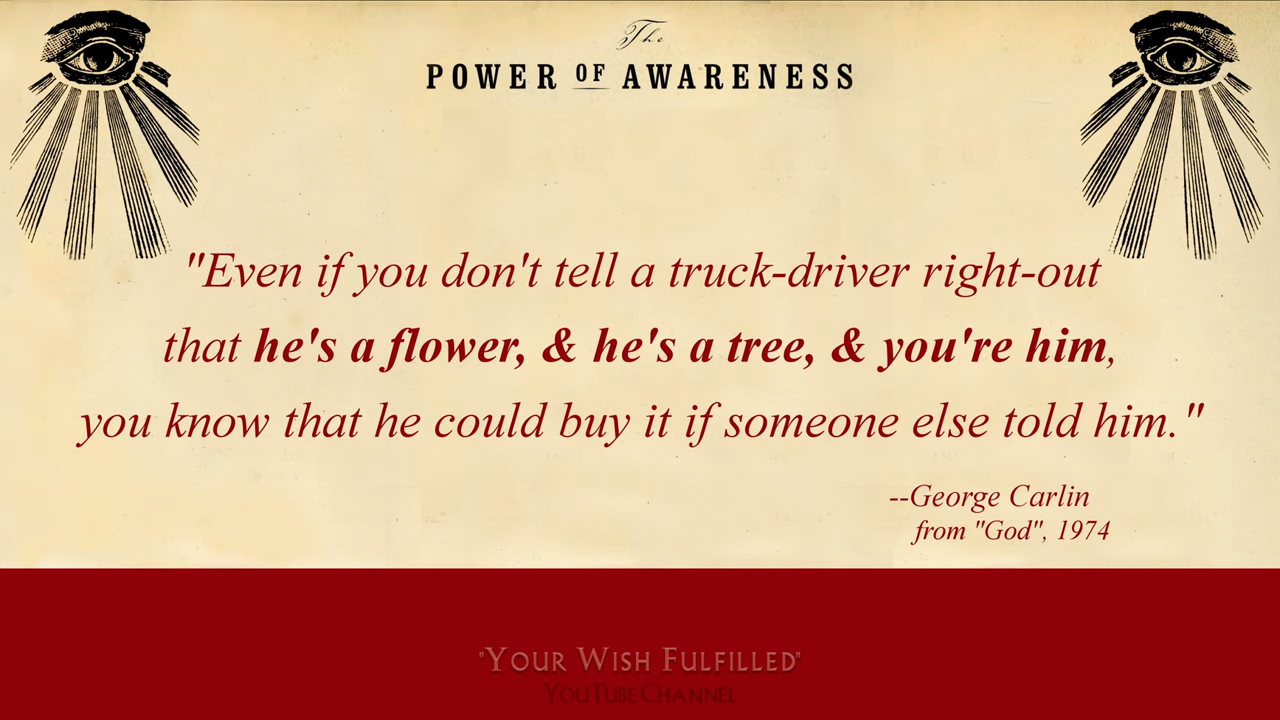 The
POWER OF AWARENESS
"Even if you don't tell a truck-driver right-out
that he's a flower, & he's a tree, & you're him,
you know that he could buy it if someone else told him."
--George Carlin
from "God", 1974
"Your Wish Fulfilled"
YouTube Channel